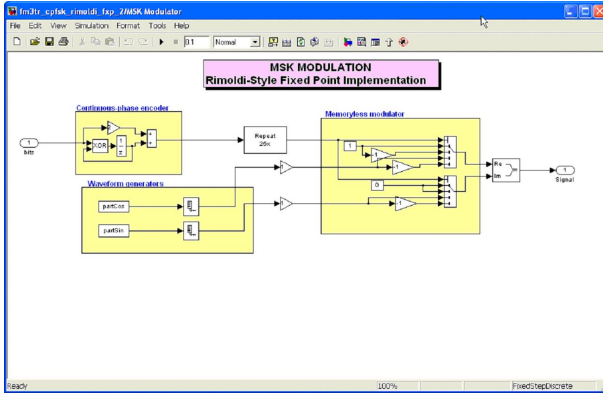 fm3tr_cpfsk_rimoldi_fxp_2/MSK Modulator
File Edit View Simulation Format Tools Help
0.1 Normal
MSK MODULATION
Rimoldi-Style Fixed Point Implementation
Continuous-phase encoder
1
bits
XOR
1
z
+
+
Repeat
26x
Memoryless modulator
1
-1
-1
0
-1
Re
Im
1
Signal
Waveform generators
partCos
partSin
Ready 100% FixedStepDiscrete